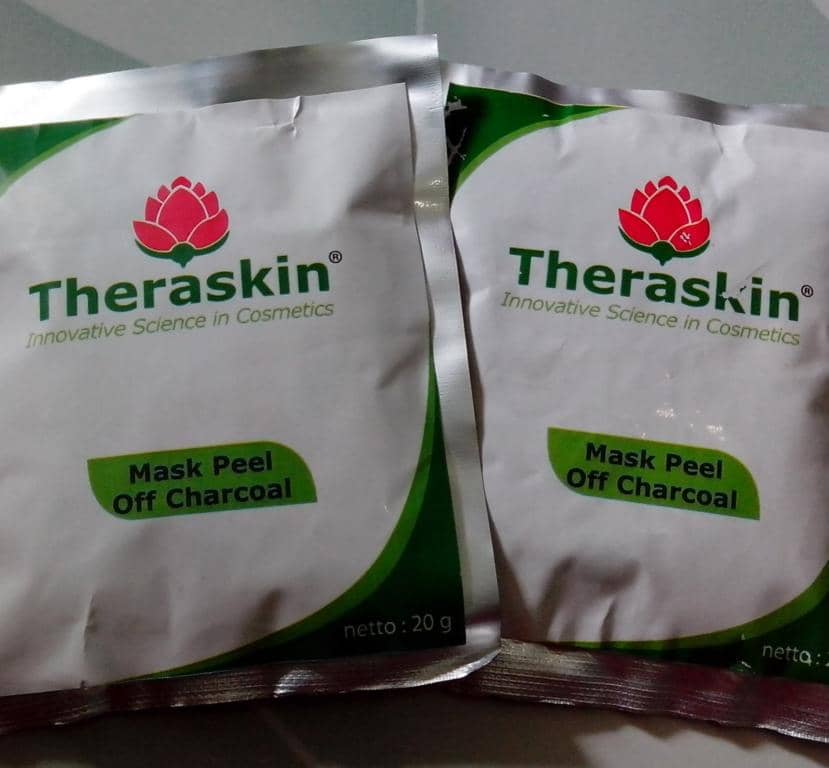 Theraskin®
Innovative Science in Cosmetics
Mask Peel
Off Charcoal
netto : 20 g
Theraskin®
Innovative Science in Cosmetics
Mask Peel
Off Charcoal
netto :